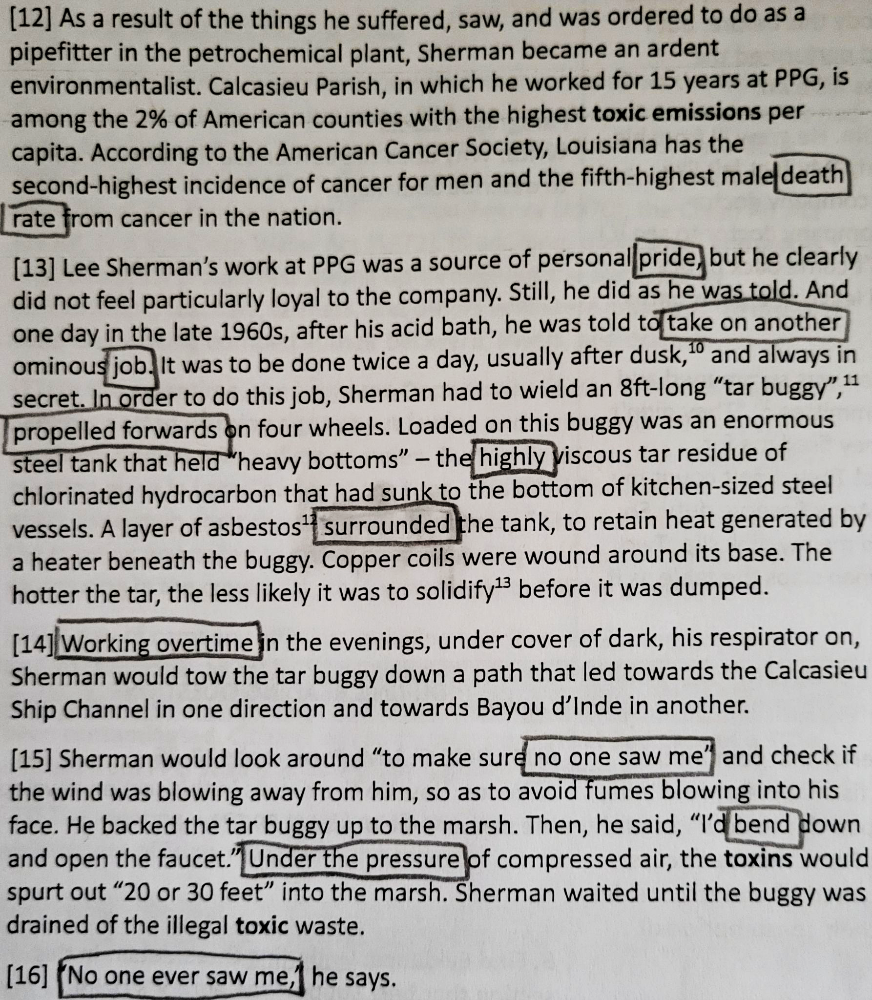 [12] As a result of the things he suffered, saw, and was ordered to do as a
pipefitter in the petrochemical plant, Sherman became an ardent
environmentalist. Calcasieu Parish, in which he worked for 15 years at PPG, is
among the 2% of American counties with the highest toxic emissions per
capita. According to the American Cancer Society, Louisiana has the
second-highest incidence of cancer for men and the fifth-highest male death
rate from cancer in the nation.
[13] Lee Sherman’s work at PPG was a source of personal pride, but he clearly
did not feel particularly loyal to the company. Still, he did as he was told. And
one day in the late 1960s, after his acid bath, he was told to take on another
ominous job. It was to be done twice a day, usually after dusk,¹⁰ and always in
secret. In order to do this job, Sherman had to wield an 8ft-long “tar buggy”,¹¹
propelled forwards on four wheels. Loaded on this buggy was an enormous
steel tank that held “heavy bottoms” – the highly viscous tar residue of
chlorinated hydrocarbon that had sunk to the bottom of kitchen-sized steel
vessels. A layer of asbestos¹² surrounded the tank, to retain heat generated by
a heater beneath the buggy. Copper coils were wound around its base. The
hotter the tar, the less likely it was to solidify¹³ before it was dumped.
[14] Working overtime in the evenings, under cover of dark, his respirator on,
Sherman would tow the tar buggy down a path that led towards the Calcasieu
Ship Channel in one direction and towards Bayou d’Inde in another.
[15] Sherman would look around “to make sure no one saw me” and check if
the wind was blowing away from him, so as to avoid fumes blowing into his
face. He backed the tar buggy up to the marsh. Then, he said, “I’d bend down
and open the faucet.” Under the pressure of compressed air, the toxins would
spurt out “20 or 30 feet” into the marsh. Sherman waited until the buggy was
drained of the illegal toxic waste.
[16] “No one ever saw me,” he says.